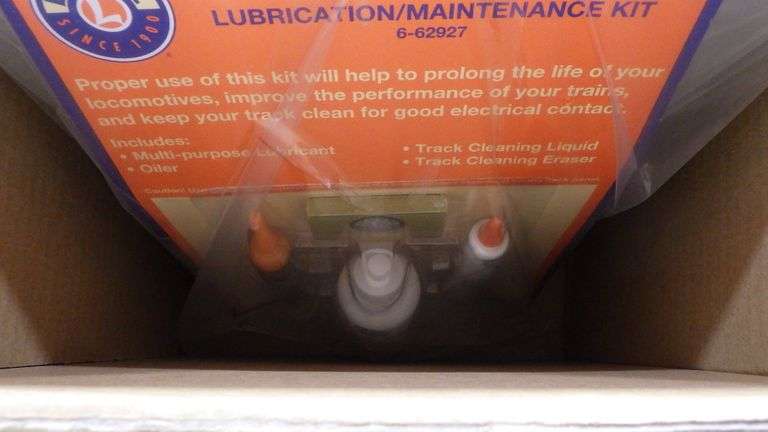 LUBRICATION/MAINTENANCE KIT
6-62927
L
SINCE 1900
Proper use of this kit will help to prolong the life of your
locomotives, improve the performance of your trains,
and keep your track clean for good electrical contact.
Includes:
• Multi-purpose Lubricant
• Oiler
• Track Cleaning Liquid
• Track Cleaning Eraser
Caution! Use